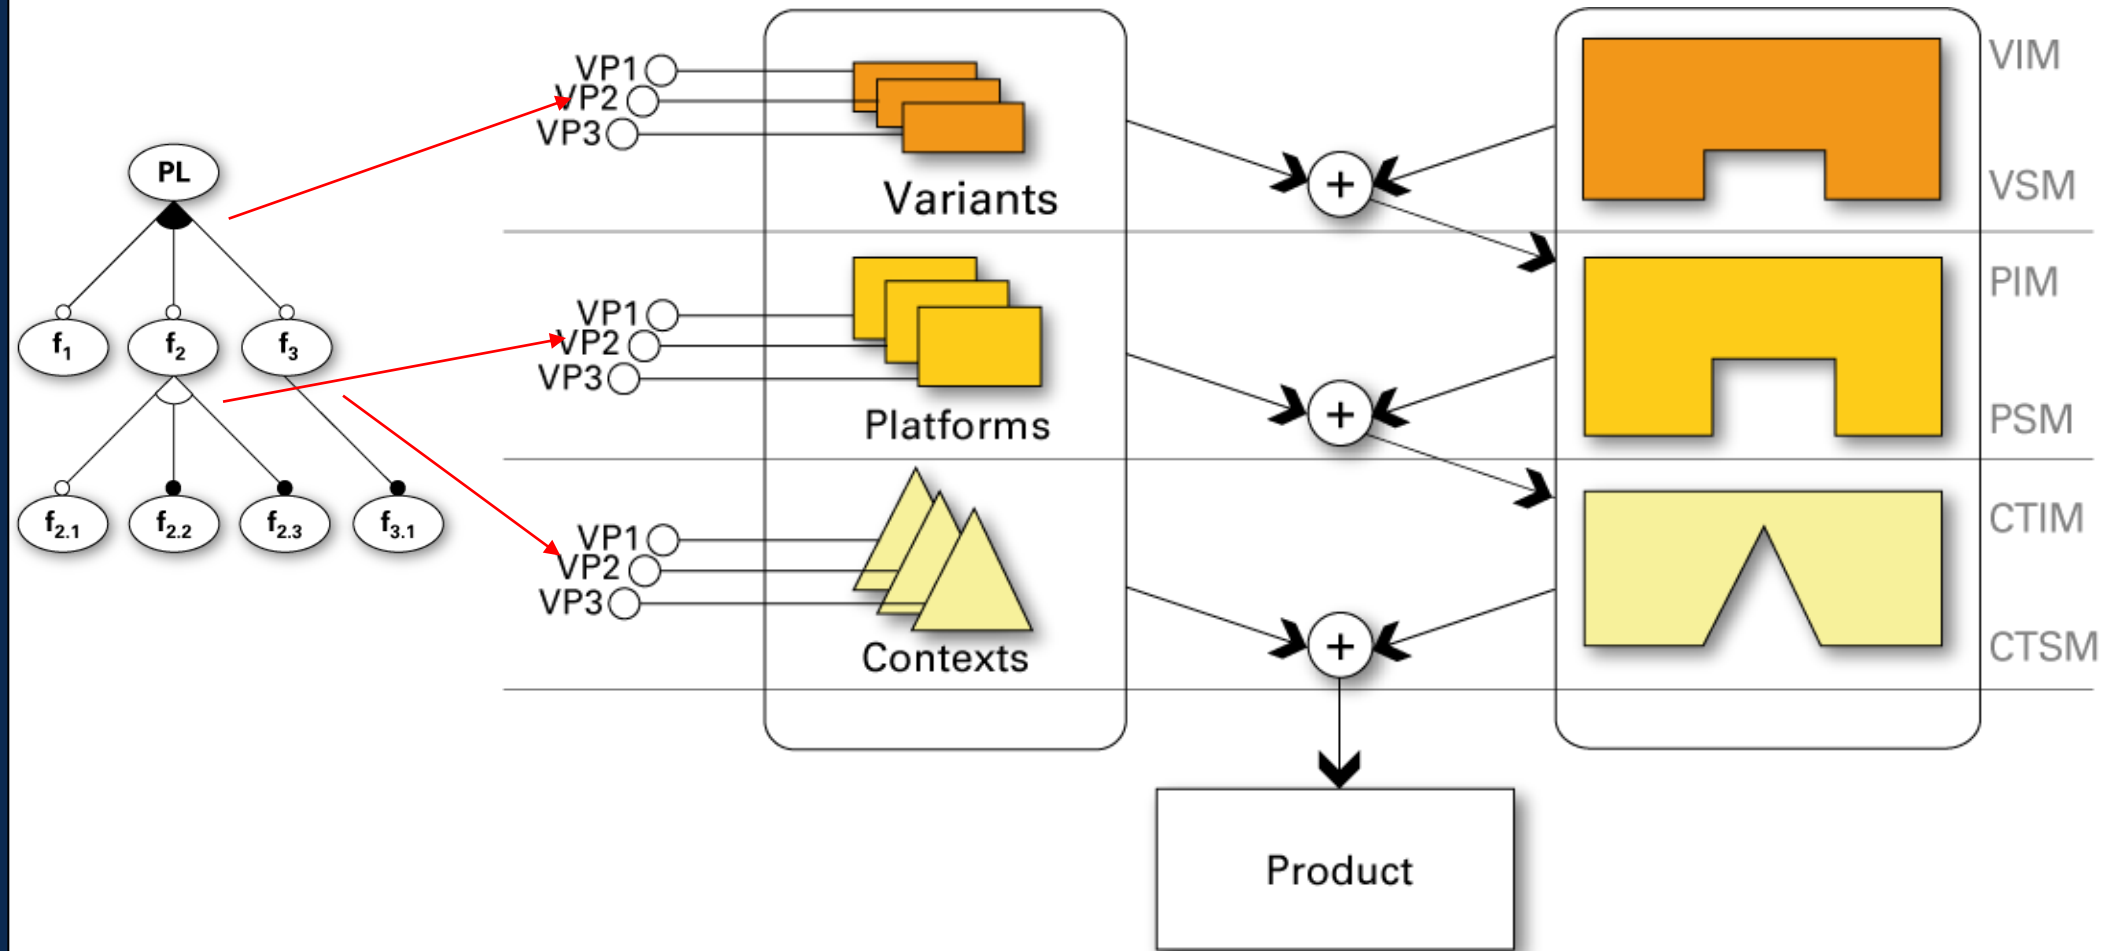 PL
f1
f2
f3
f2.1
f2.2
f2.3
f3.1
VP1
VP2
VP3
Variants
+
VIM
VSM
VP1
VP2
VP3
Platforms
+
PIM
PSM
VP1
VP2
VP3
Contexts
+
CTIM
CTSM
Product